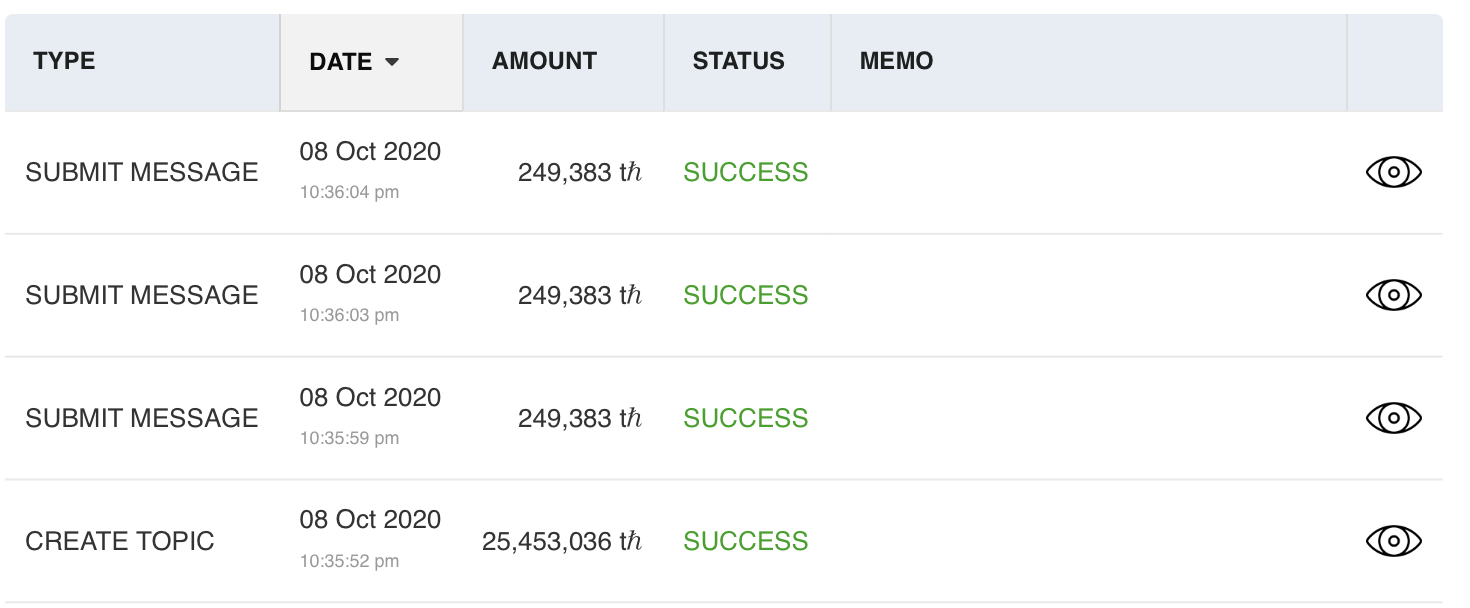 TYPE DATE AMOUNT STATUS MEMO
SUBMIT MESSAGE 08 Oct 2020 10:36:04 pm 249,383 tℏ SUCCESS
SUBMIT MESSAGE 08 Oct 2020 10:36:03 pm 249,383 tℏ SUCCESS
SUBMIT MESSAGE 08 Oct 2020 10:35:59 pm 249,383 tℏ SUCCESS
CREATE TOPIC 08 Oct 2020 10:35:52 pm 25,453,036 tℏ SUCCESS